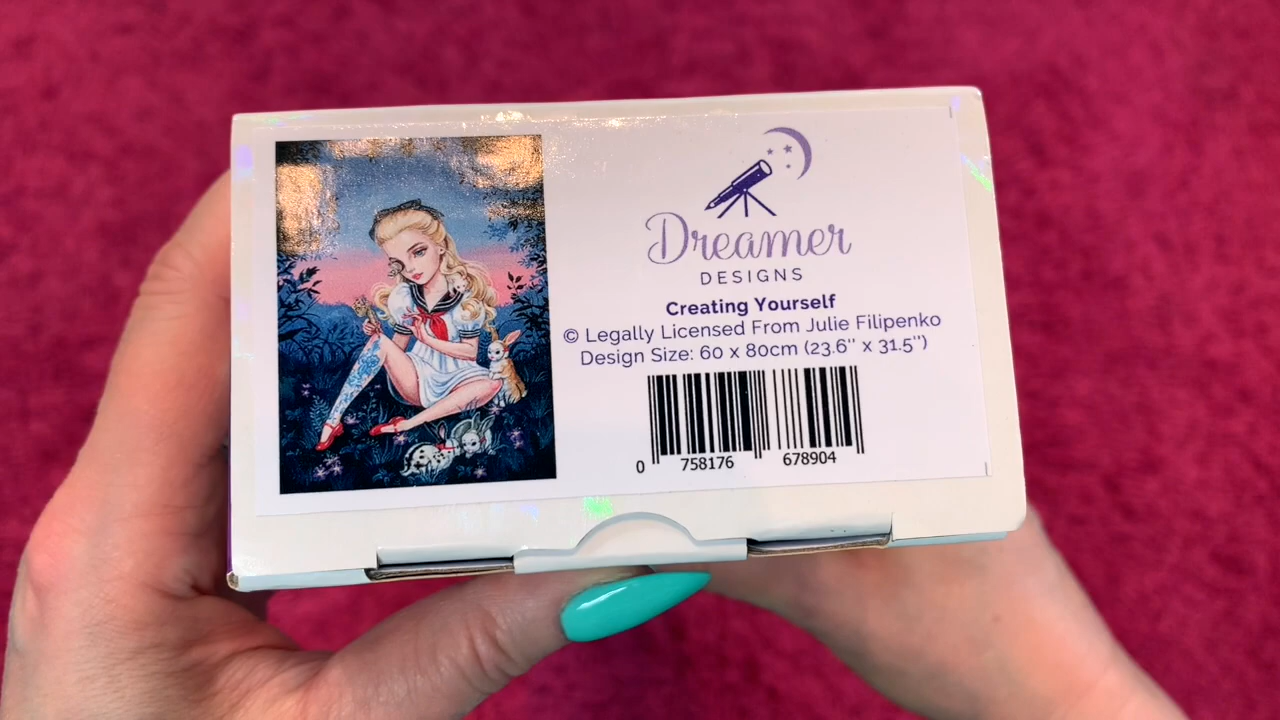 Dreamer
DESIGNS
Creating Yourself
© Legally Licensed From Julie Filipenko
Design Size: 60 x 80cm (23.6'' x 31.5'')
0 758176 678904